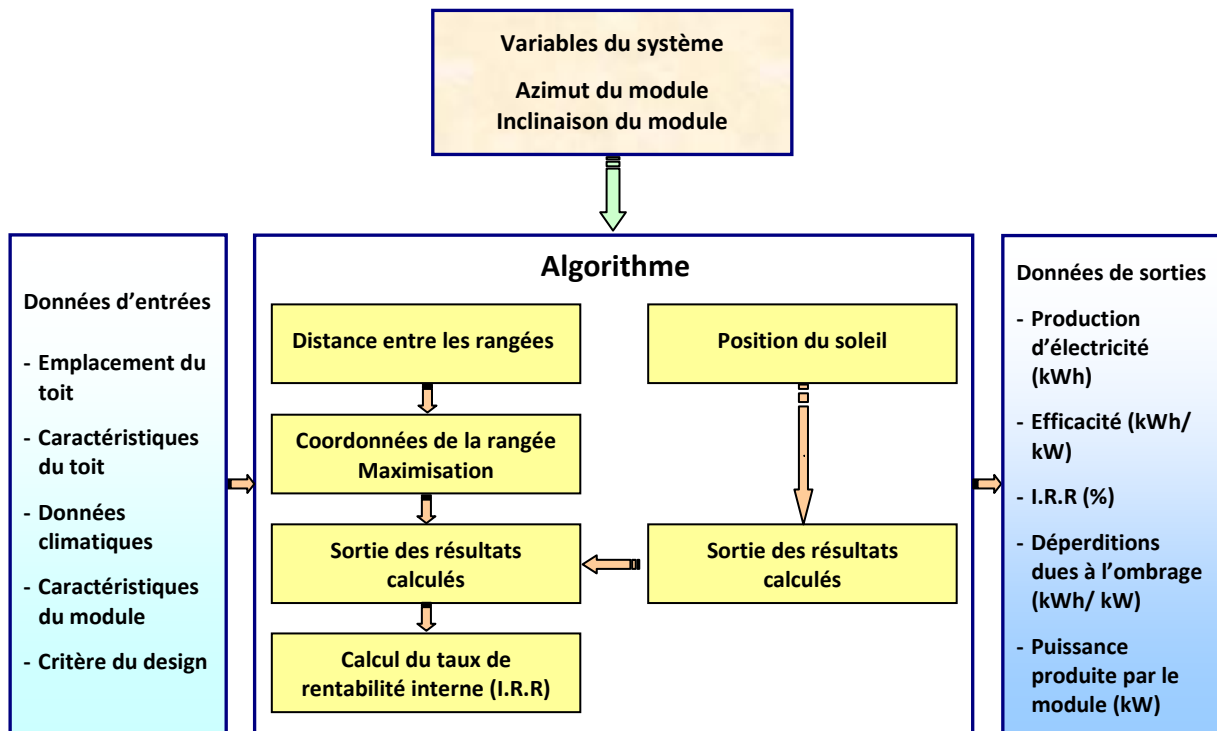 Variables du système
Azimut du module
Inclinaison du module
Données d'entrées
- Emplacement du
toit
- Caractéristiques
du toit
- Données
climatiques
- Caractéristiques
du module
- Critère du design
Algorithme
Distance entre les rangées
Position du soleil
Coordonnées de la rangée
Maximisation
Sortie des résultats
calculés
Sortie des résultats
calculés
Calcul du taux de
rentabilité interne (I.R.R)
Données de sorties
- Production
d'électricité
(kWh)
- Efficacité (kWh/
kW)
- I.R.R (%)
- Déperditions
dues à l'ombrage
(kWh/ kW)
- Puissance
produite par le
module (kW)